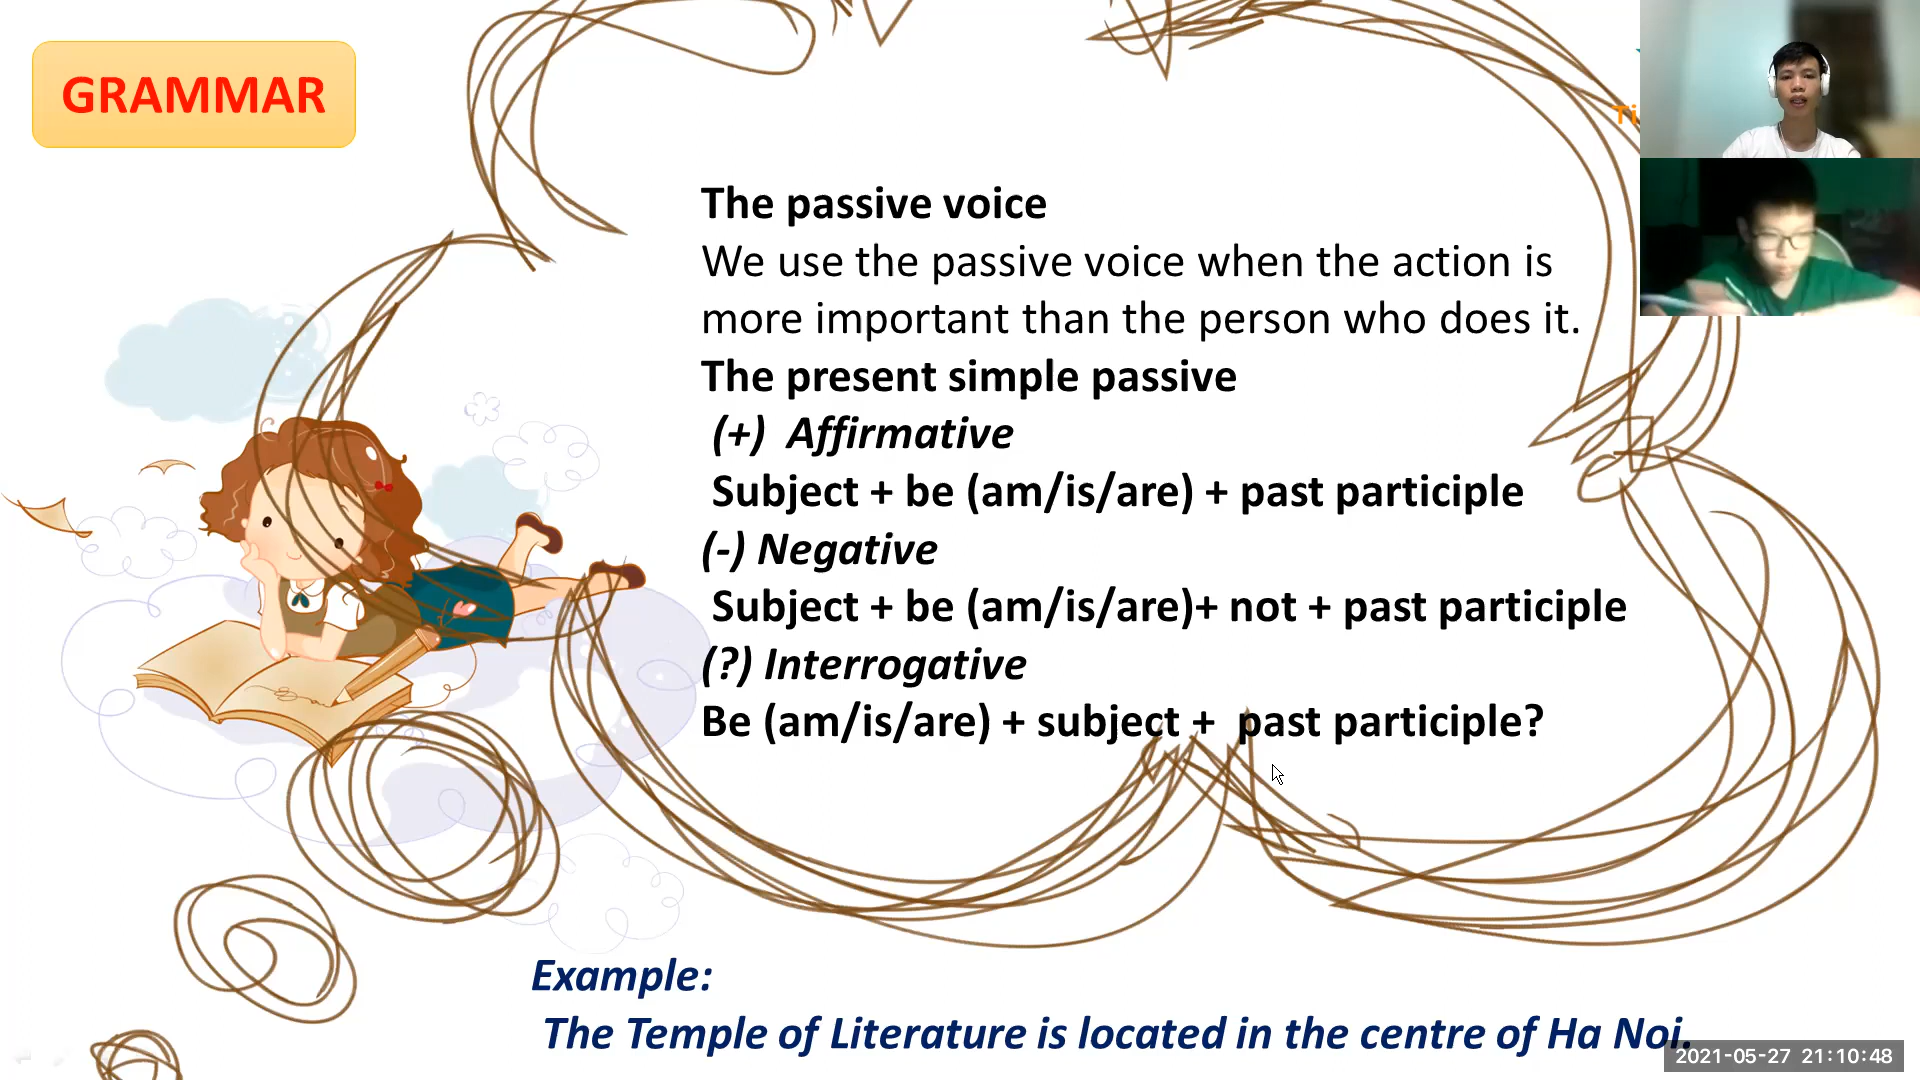 GRAMMAR
Ti
The passive voice
We use the passive voice when the action is
more important than the person who does it.
The present simple passive
(+) Affirmative
Subject + be (am/is/are) + past participle
(-) Negative
Subject + be (am/is/are)+ not + past participle
(?) Interrogative
Be (am/is/are) + subject + past participle?
Example:
The Temple of Literature is located in the centre of Ha Noi.
2021-05-27 21:10:48